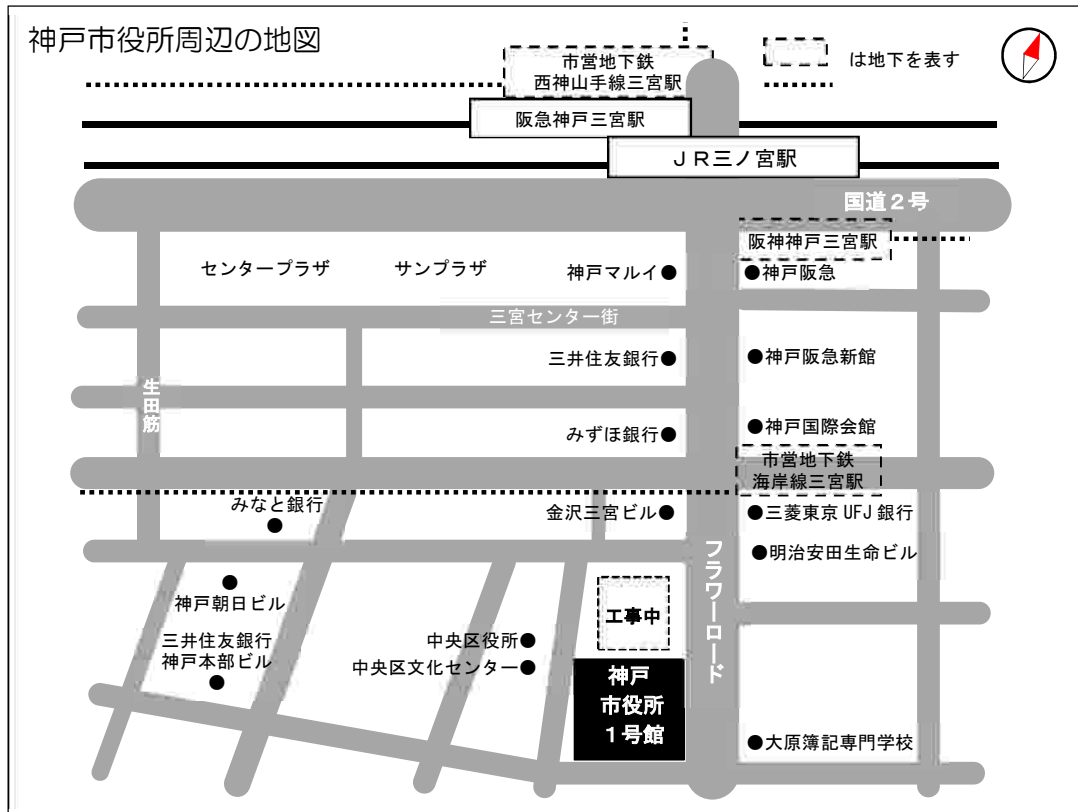 神戸市役所周辺の地図
市営地下鉄
西神山手線三宮駅
は地下を表す
阪急神戸三宮駅
ＪＲ三ノ宮駅
国道２号
阪神神戸三宮駅
センタープラザ
サンプラザ
神戸マルイ●
●神戸阪急
三宮センター街
三井住友銀行●
●神戸阪急新館
生田筋
みずほ銀行●
●神戸国際会館
市営地下鉄
海岸線三宮駅
みなと銀行
●
金沢三宮ビル●
●三菱東京 UFJ 銀行
フラワーロード
●明治安田生命ビル
●
神戸朝日ビル
工事中
三井住友銀行
神戸本部ビル
●
中央区役所●
中央区文化センター●
神戸
市役所
１号館
●大原簿記専門学校